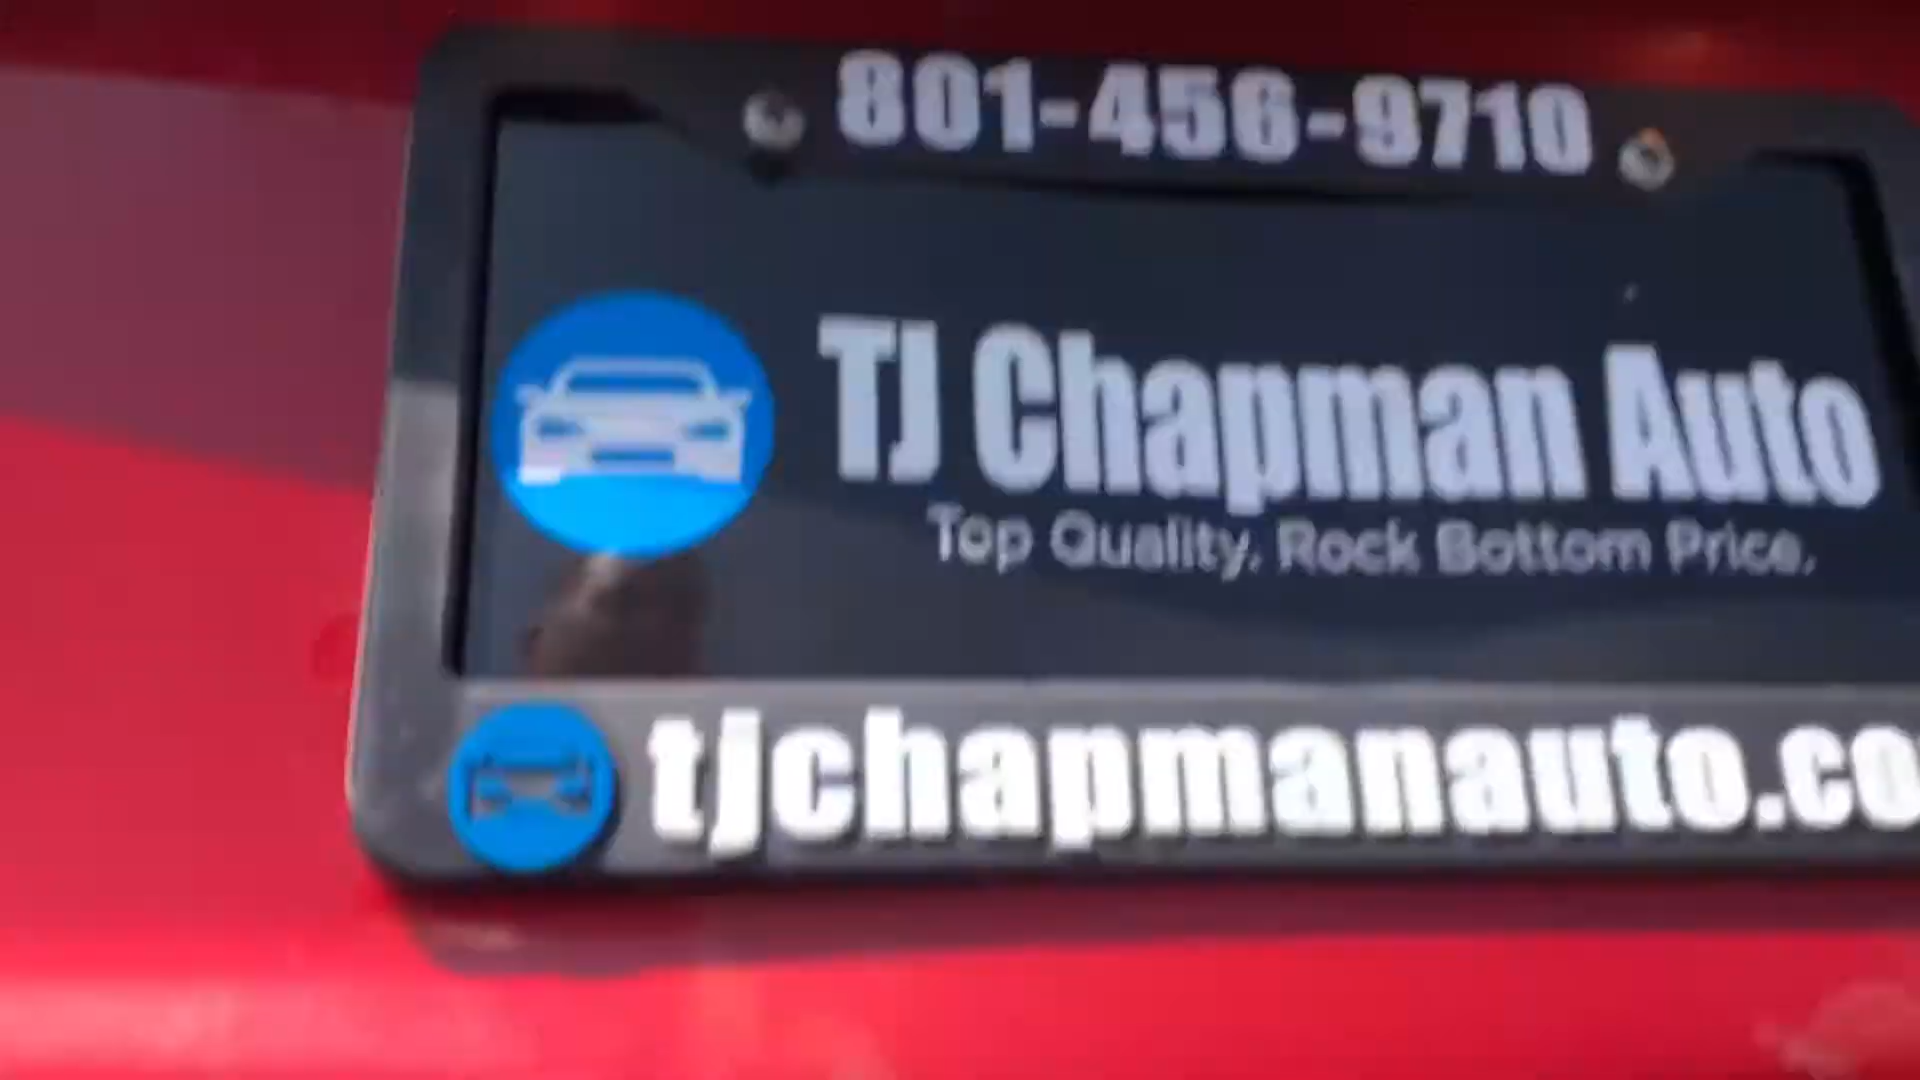 801-456-9710
TJ Chapman Auto
Top Quality. Rock Bottom Price.
tjchapmanauto.co